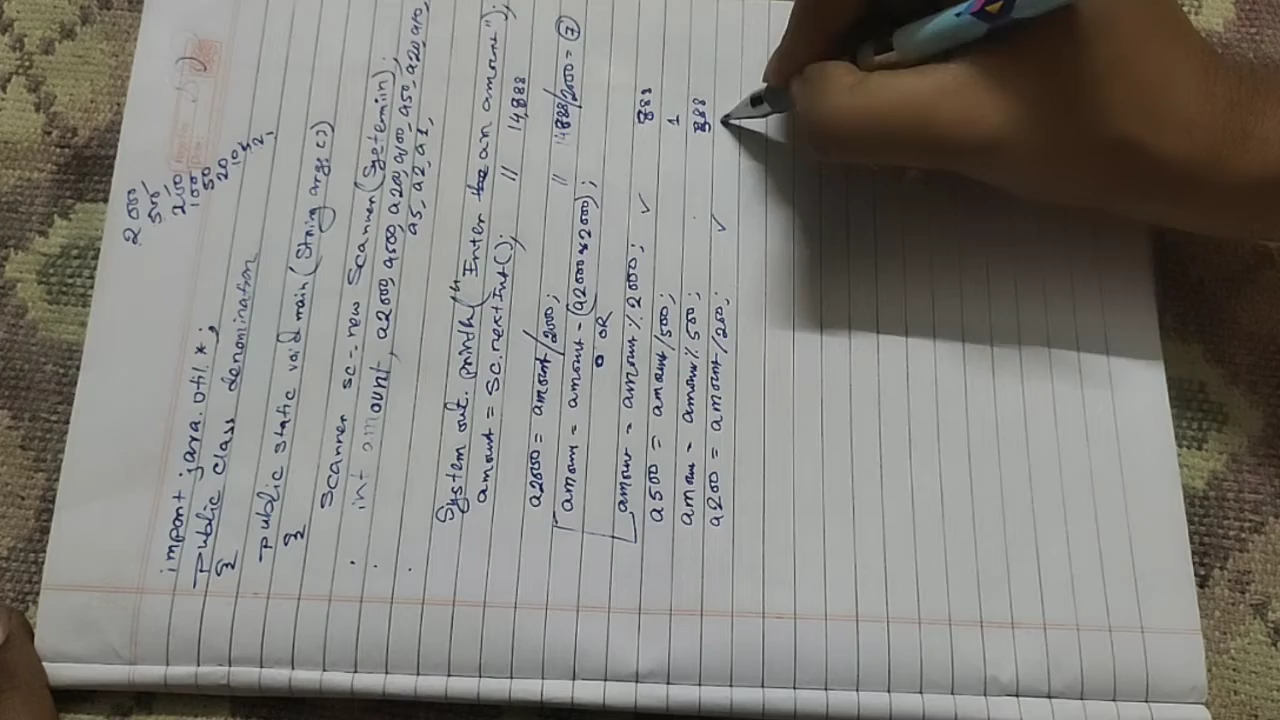 2000
500
200
100
50
20
10
5
2,
import java.util.*;
public class denomination
{
public static void main(String args[])
{
Scanner sc=new Scanner(System.in);
int amount, a2000, a500, a200, a100, a50, a20, a10,
a5, a2, a1,
System.out.println("Enter an amount");
amount = sc.nextInt(); // 14,888
a2000 = amount/2000; // 14888/2000 = 7
amount = amount-(a2000*2000);
OR
amount = amount%2000; ✓ 888
a500 = amount/500; 1
amoun = amount%500; 388
a200 = amount/200; ✓